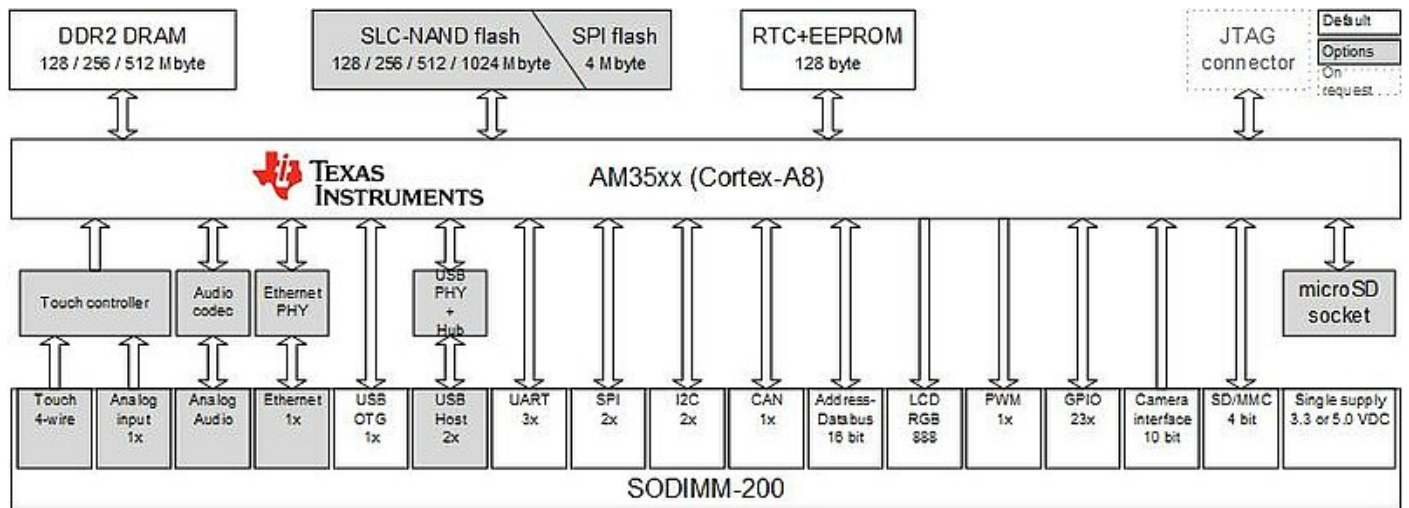 DDR2 DRAM
128 / 256 / 512 Mbyte
SLC-NAND flash
128 / 256 / 512 / 1024 Mbyte
SPI flash
4 Mbyte
RTC+EEPROM
128 byte
JTAG
connector
Default
Options
On
request
TEXAS
INSTRUMENTS
AM35xx (Cortex-A8)
Touch controller
Audio
codec
Ethernet
PHY
USB
PHY
+
Hub
microSD
socket
Touch
4-wire
Analog
input
1x
Analog
Audio
Ethernet
1x
USB
OTG
1x
USB
Host
2x
UART
3x
SPI
2x
I2C
2x
CAN
1x
Address-
Databus
16 bit
LCD
RGB
888
PWM
1x
GPIO
23x
Camera
interface
10 bit
SD/MMC
4 bit
Single supply
3.3 or 5.0 VDC
SODIMM-200